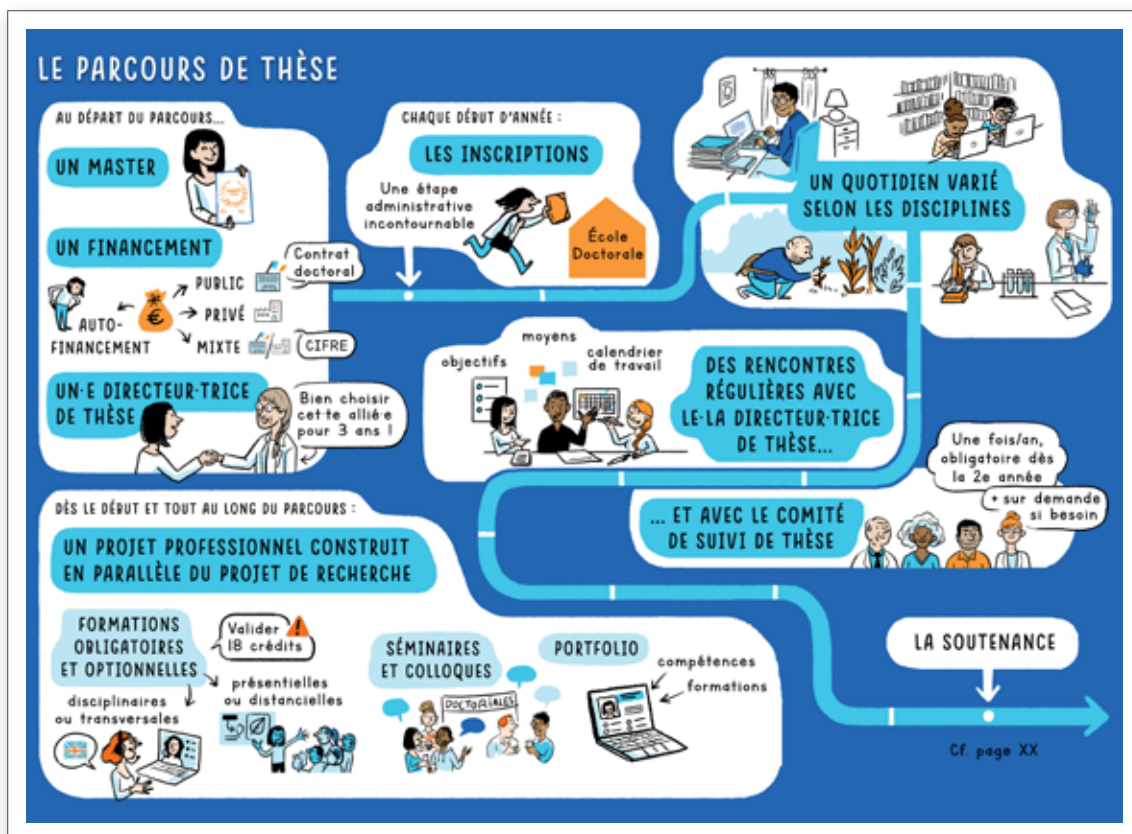 LE PARCOURS DE THÈSE
AU DÉPART DU PARCOURS...
UN MASTER
UN FINANCEMENT
AUTO-
FINANCEMENT
€
PUBLIC
Contrat
doctoral
PRIVÉ
MIXTE
CIFRE
UN·E DIRECTEUR·TRICE
DE THÈSE
Bien choisir
cet·te allié·e
pour 3 ans !
CHAQUE DÉBUT D'ANNÉE :
LES INSCRIPTIONS
Une étape
administrative
incontournable
École
Doctorale
UN QUOTIDIEN VARIÉ
SELON LES DISCIPLINES
objectifs
moyens
calendrier
de travail
DES RENCONTRES
RÉGULIÈRES AVEC
LE·LA DIRECTEUR·TRICE
DE THÈSE...
Une fois/an,
obligatoire dès
la 2e année
+ sur demande
si besoin
... ET AVEC LE COMITÉ
DE SUIVI DE THÈSE
DÈS LE DÉBUT ET TOUT AU LONG DU PARCOURS :
UN PROJET PROFESSIONNEL CONSTRUIT
EN PARALLÈLE DU PROJET DE RECHERCHE
FORMATIONS
OBLIGATOIRES
ET OPTIONNELLES
Valider
18 crédits
disciplinaires
ou transversales
présentielles
ou distancielles
SÉMINAIRES
ET COLLOQUES
DOCTORIALES
PORTFOLIO
compétences
formations
LA SOUTENANCE
Cf. page XX